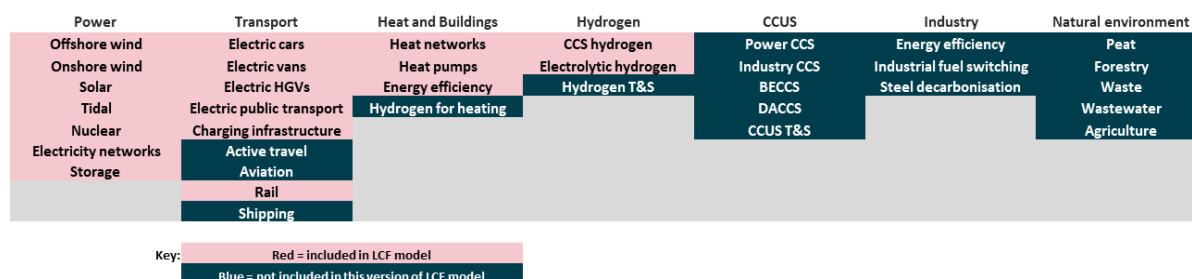 Power Transport Heat and Buildings Hydrogen CCUS Industry Natural environment
Offshore wind Electric cars Heat networks CCS hydrogen Power CCS Energy efficiency Peat
Onshore wind Electric vans Heat pumps Electrolytic hydrogen Industry CCS Industrial fuel switching Forestry
Solar Electric HGVs Energy efficiency Hydrogen T&S BECCS Steel decarbonisation Waste
Tidal Electric public transport Hydrogen for heating DACCS Wastewater
Nuclear Charging infrastructure CCUS T&S Agriculture
Electricity networks Active travel
Storage Aviation
Rail
Shipping
Key: Red = included in LCF model
Blue = not included in this version of LCF model